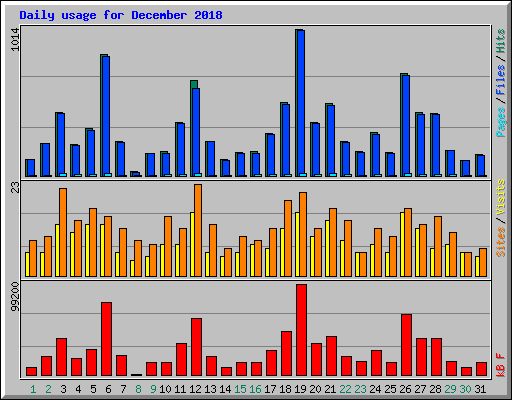 Daily usage for December 2018
1014
Pages / Files / Hits
23
Sites / Visits
99200
kB F
1 2 3 4 5 6 7 8 9 10 11 12 13 14 15 16 17 18 19 20 21 22 23 24 25 26 27 28 29 30 31